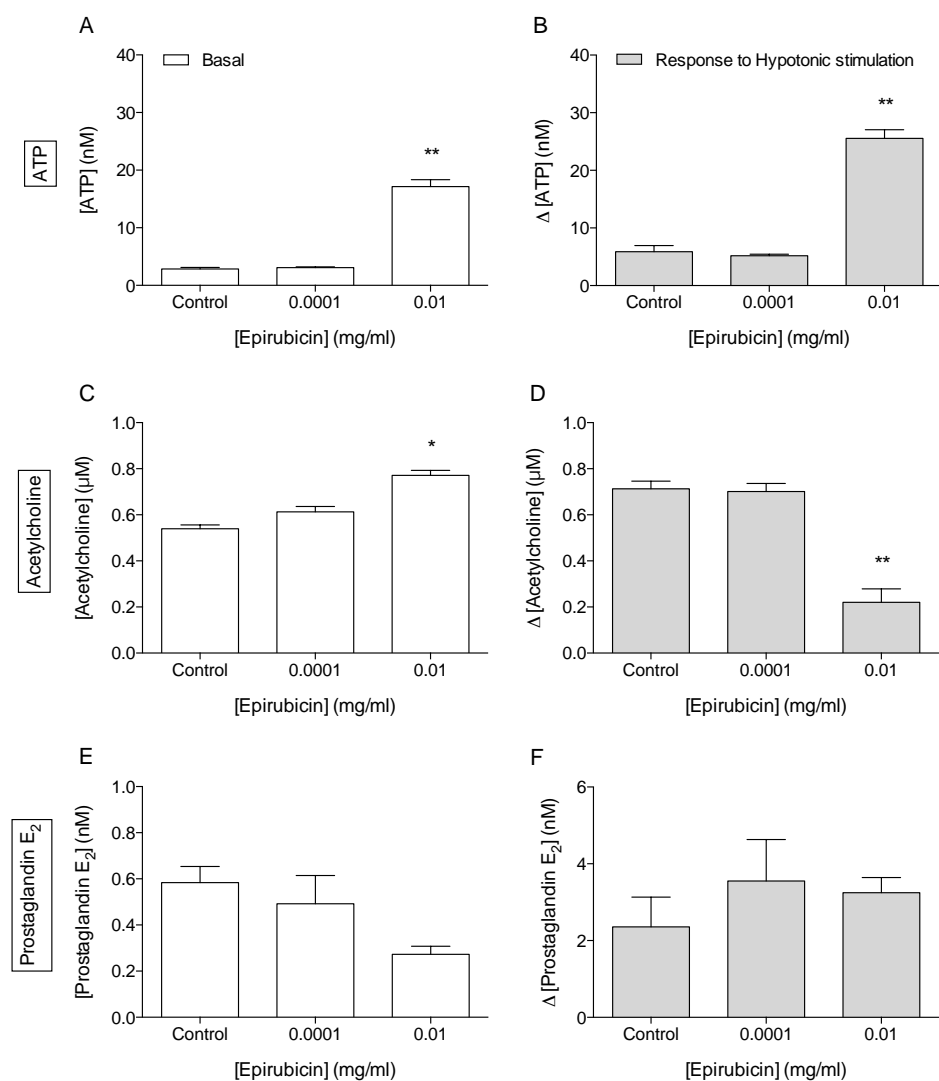 A
Basal
ATP
[ATP] (nM)
40
30
20
10
0
**
Control
0.0001
0.01
[Epirubicin] (mg/ml)
B
Response to Hypotonic stimulation
Δ [ATP] (nM)
40
30
20
10
0
**
Control
0.0001
0.01
[Epirubicin] (mg/ml)
C
Acetylcholine
[Acetylcholine] (µM)
1.0
0.8
0.6
0.4
0.2
0.0
*
Control
0.0001
0.01
[Epirubicin] (mg/ml)
D
Δ [Acetylcholine] (µM)
1.0
0.8
0.6
0.4
0.2
0.0
**
Control
0.0001
0.01
[Epirubicin] (mg/ml)
E
Prostaglandin E₂
[Prostaglandin E₂] (nM)
1.0
0.8
0.6
0.4
0.2
0.0
Control
0.0001
0.01
[Epirubicin] (mg/ml)
F
Δ [Prostaglandin E₂] (nM)
6
4
2
0
Control
0.0001
0.01
[Epirubicin] (mg/ml)